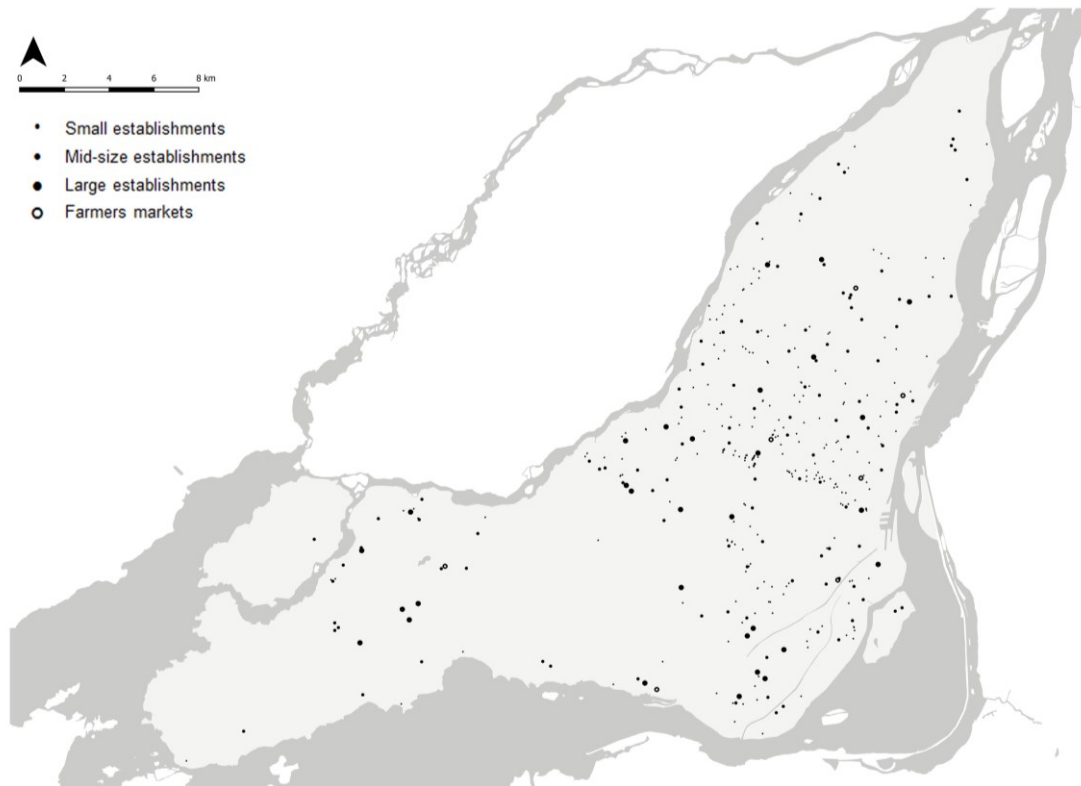 0 2 4 6 8 km
Small establishments
Mid-size establishments
Large establishments
Farmers markets